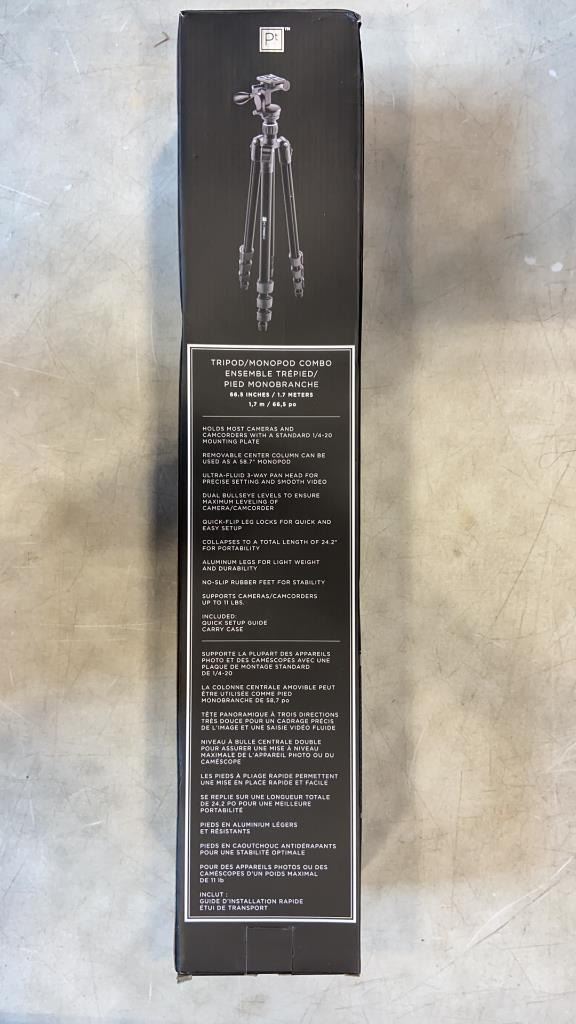 Pt™
TRIPOD/MONOPOD COMBO
ENSEMBLE TRÉPIED/
PIED MONOBRANCHE
66.5 INCHES / 1.7 METERS
1,7 m / 66,5 po
HOLDS MOST CAMERAS AND
CAMCORDERS WITH A STANDARD 1/4-20
MOUNTING PLATE
REMOVABLE CENTER COLUMN CAN BE
USED AS A 58.7" MONOPOD
ULTRA-FLUID 3-WAY PAN HEAD FOR
PRECISE SETTING AND SMOOTH VIDEO
DUAL BULLSEYE LEVELS TO ENSURE
MAXIMUM LEVELING OF
CAMERA/CAMCORDER
QUICK-FLIP LEG LOCKS FOR QUICK AND
EASY SETUP
COLLAPSES TO A TOTAL LENGTH OF 24.2"
FOR PORTABILITY
ALUMINUM LEGS FOR LIGHT WEIGHT
AND DURABILITY
NO-SLIP RUBBER FEET FOR STABILITY
SUPPORTS CAMERAS/CAMCORDERS
UP TO 11 LBS.
INCLUDED:
QUICK SETUP GUIDE
CARRY CASE
SUPPORTE LA PLUPART DES APPAREILS
PHOTO ET DES CAMÉSCOPES AVEC UNE
PLAQUE DE MONTAGE STANDARD
DE 1/4-20
LA COLONNE CENTRALE AMOVIBLE PEUT
ÊTRE UTILISÉE COMME PIED
MONOBRANCHE DE 58,7 po
TÊTE PANORAMIQUE À TROIS DIRECTIONS
TRÈS DOUCE POUR UN CADRAGE PRÉCIS
DE L'IMAGE ET UNE SAISIE VIDÉO FLUIDE
NIVEAU À BULLE CENTRALE DOUBLE
POUR ASSURER UNE MISE À NIVEAU
MAXIMALE DE L'APPAREIL PHOTO OU DU
CAMÉSCOPE
LES PIEDS À PLIAGE RAPIDE PERMETTENT
UNE MISE EN PLACE RAPIDE ET FACILE
SE REPLIE SUR UNE LONGUEUR TOTALE
DE 24.2 PO POUR UNE MEILLEURE
PORTABILITÉ
PIEDS EN ALUMINIUM LÉGERS
ET RÉSISTANTS
PIEDS EN CAOUTCHOUC ANTIDÉRAPANTS
POUR UNE STABILITÉ OPTIMALE
POUR DES APPAREILS PHOTOS OU DES
CAMÉSCOPES D'UN POIDS MAXIMAL
DE 11 lb
INCLUT :
GUIDE D'INSTALLATION RAPIDE
ÉTUI DE TRANSPORT